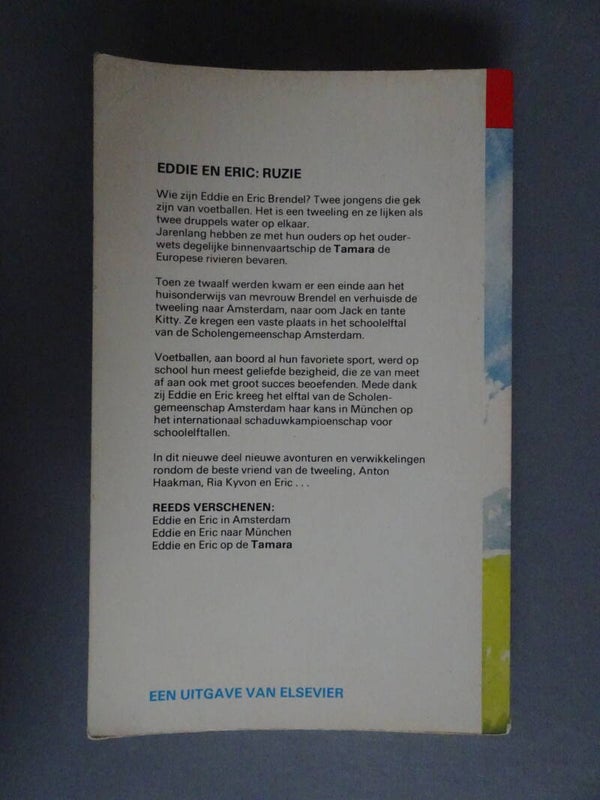 EDDIE EN ERIC: RUZIE
Wie zijn Eddie en Eric Brendel? Twee jongens die gek
zijn van voetballen. Het is een tweeling en ze lijken als
twee druppels water op elkaar.
Jarenlang hebben ze met hun ouders op het ouder-
wets degelijke binnenvaartschip de Tamara de
Europese rivieren bevaren.
Toen ze twaalf werden kwam er een einde aan het
huisonderwijs van mevrouw Brendel en verhuisde de
tweeling naar Amsterdam, naar oom Jack en tante
Kitty. Ze kregen een vaste plaats in het schoolelftal
van de Scholengemeenschap Amsterdam.
Voetballen, aan boord al hun favoriete sport, werd op
school hun meest geliefde bezigheid, die ze van meet
af aan ook met groot succes beoefenden. Mede dank
zij Eddie en Eric kreeg het elftal van de Scholen-
gemeenschap Amsterdam haar kans in München op
het internationaal schaduwkampioenschap voor
schoolelftallen.
In dit nieuwe deel nieuwe avonturen en verwikkelingen
rondom de beste vriend van de tweeling, Anton
Haakman, Ria Kyvon en Eric . . .
REEDS VERSCHENEN:
Eddie en Eric in Amsterdam
Eddie en Eric naar München
Eddie en Eric op de Tamara
EEN UITGAVE VAN ELSEVIER